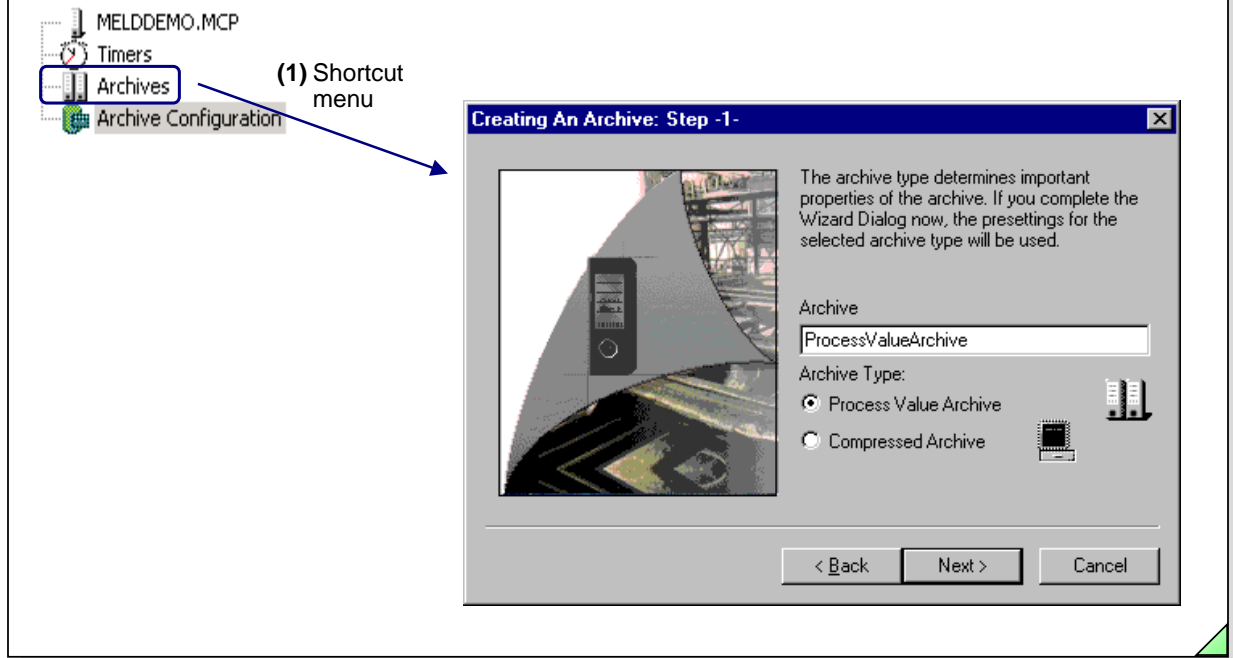 MELDDEMO.MCP
Timers
Archives
Archive Configuration
(1) Shortcut
menu
Creating An Archive: Step -1-
The archive type determines important
properties of the archive. If you complete the
Wizard Dialog now, the presettings for the
selected archive type will be used.
Archive
ProcessValueArchive
Archive Type:
Process Value Archive
Compressed Archive
< Back
Next >
Cancel